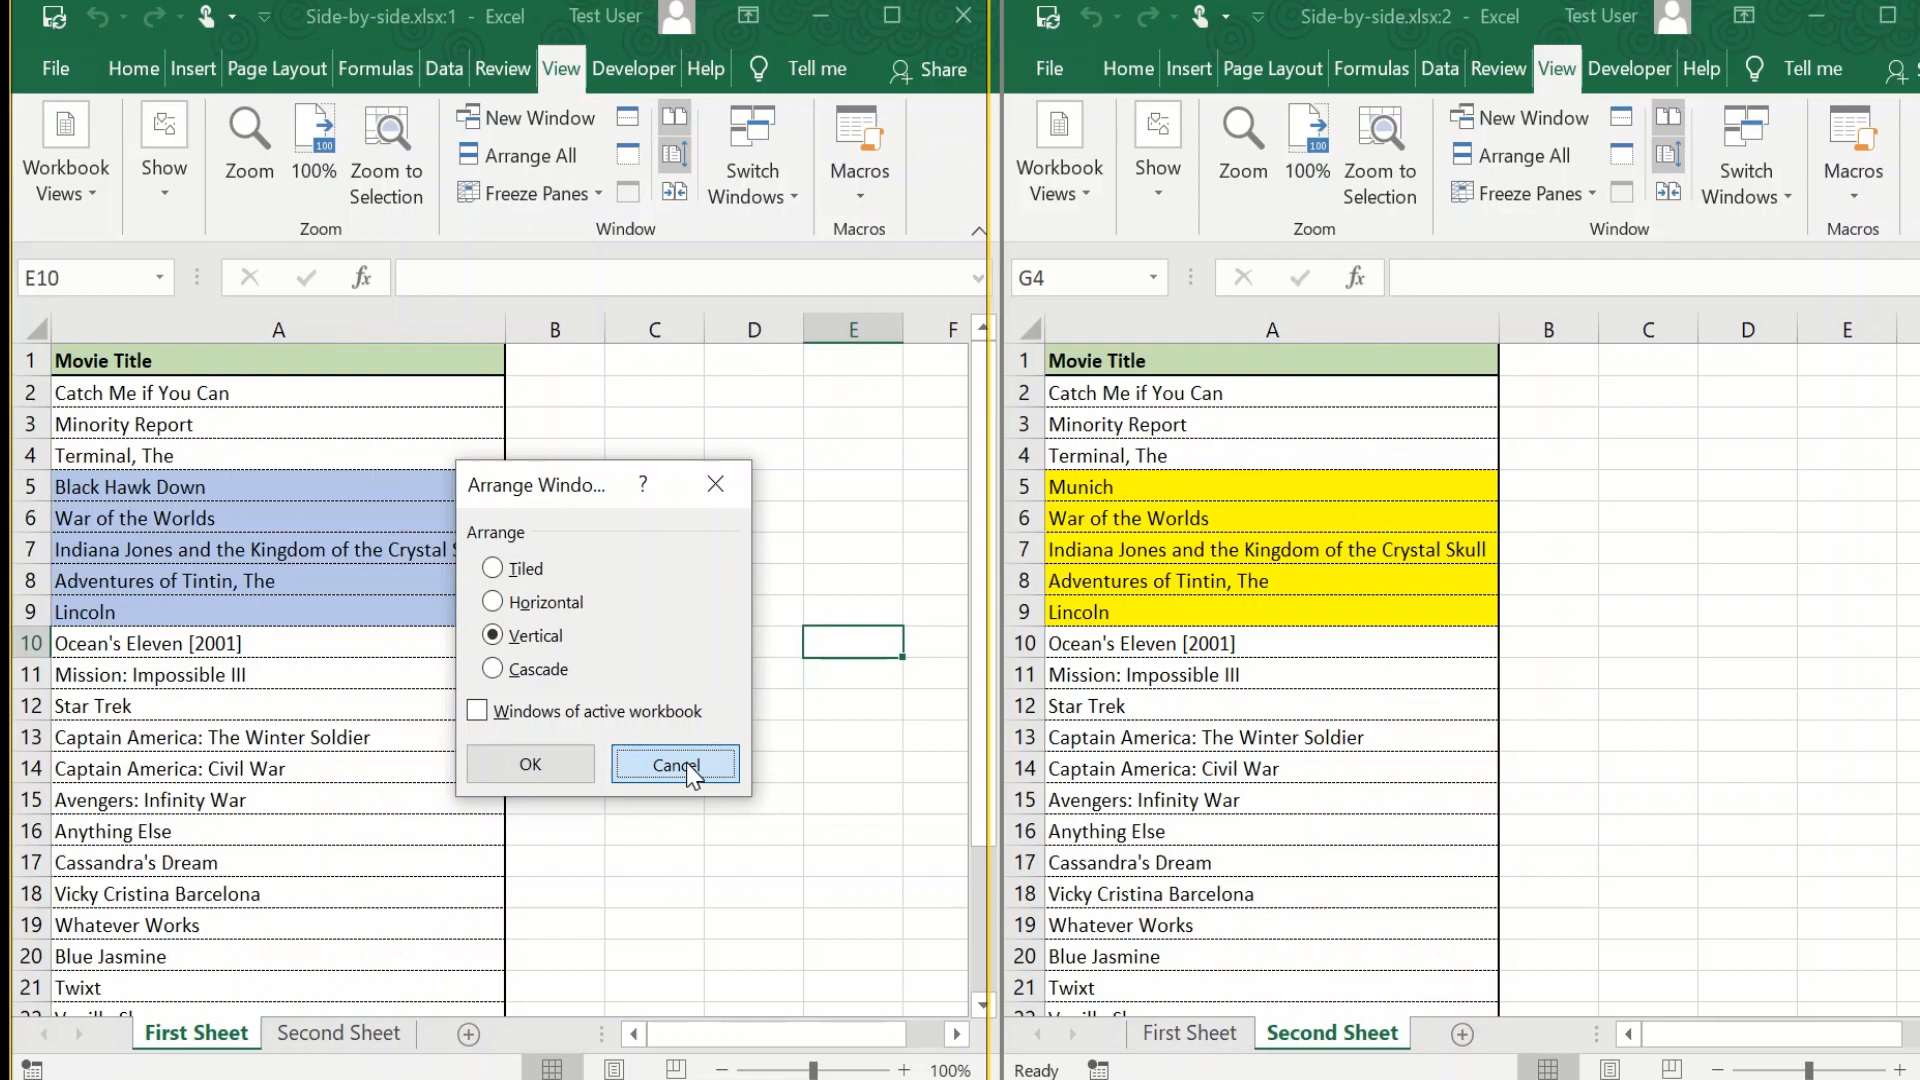 Side-by-side.xlsx:1 - Excel
Test User
File Home Insert Page Layout Formulas Data Review View Developer Help Tell me Share
Workbook Views
Show
Zoom
100
100%
Zoom to Selection
New Window
Arrange All
Freeze Panes
Switch Windows
Macros
Zoom
Window
Macros
E10
fx
A B C D E F
1 Movie Title
2 Catch Me if You Can
3 Minority Report
4 Terminal, The
5 Black Hawk Down
6 War of the Worlds
7 Indiana Jones and the Kingdom of the Crystal
8 Adventures of Tintin, The
9 Lincoln
10 Ocean's Eleven [2001]
11 Mission: Impossible III
12 Star Trek
13 Captain America: The Winter Soldier
14 Captain America: Civil War
15 Avengers: Infinity War
16 Anything Else
17 Cassandra's Dream
18 Vicky Cristina Barcelona
19 Whatever Works
20 Blue Jasmine
21 Twixt
First Sheet
Second Sheet
100%
Arrange Windo... ?
Arrange
Tiled
Horizontal
Vertical
Cascade
Windows of active workbook
OK
Cancel
Side-by-side.xlsx:2 - Excel
Test User
File Home Insert Page Layout Formulas Data Review View Developer Help Tell me
Workbook Views
Show
Zoom
100
100%
Zoom to Selection
New Window
Arrange All
Freeze Panes
Switch Windows
Macros
Zoom
Window
Macros
G4
fx
A B C D E
1 Movie Title
2 Catch Me if You Can
3 Minority Report
4 Terminal, The
5 Munich
6 War of the Worlds
7 Indiana Jones and the Kingdom of the Crystal Skull
8 Adventures of Tintin, The
9 Lincoln
10 Ocean's Eleven [2001]
11 Mission: Impossible III
12 Star Trek
13 Captain America: The Winter Soldier
14 Captain America: Civil War
15 Avengers: Infinity War
16 Anything Else
17 Cassandra's Dream
18 Vicky Cristina Barcelona
19 Whatever Works
20 Blue Jasmine
21 Twixt
First Sheet
Second Sheet
Ready